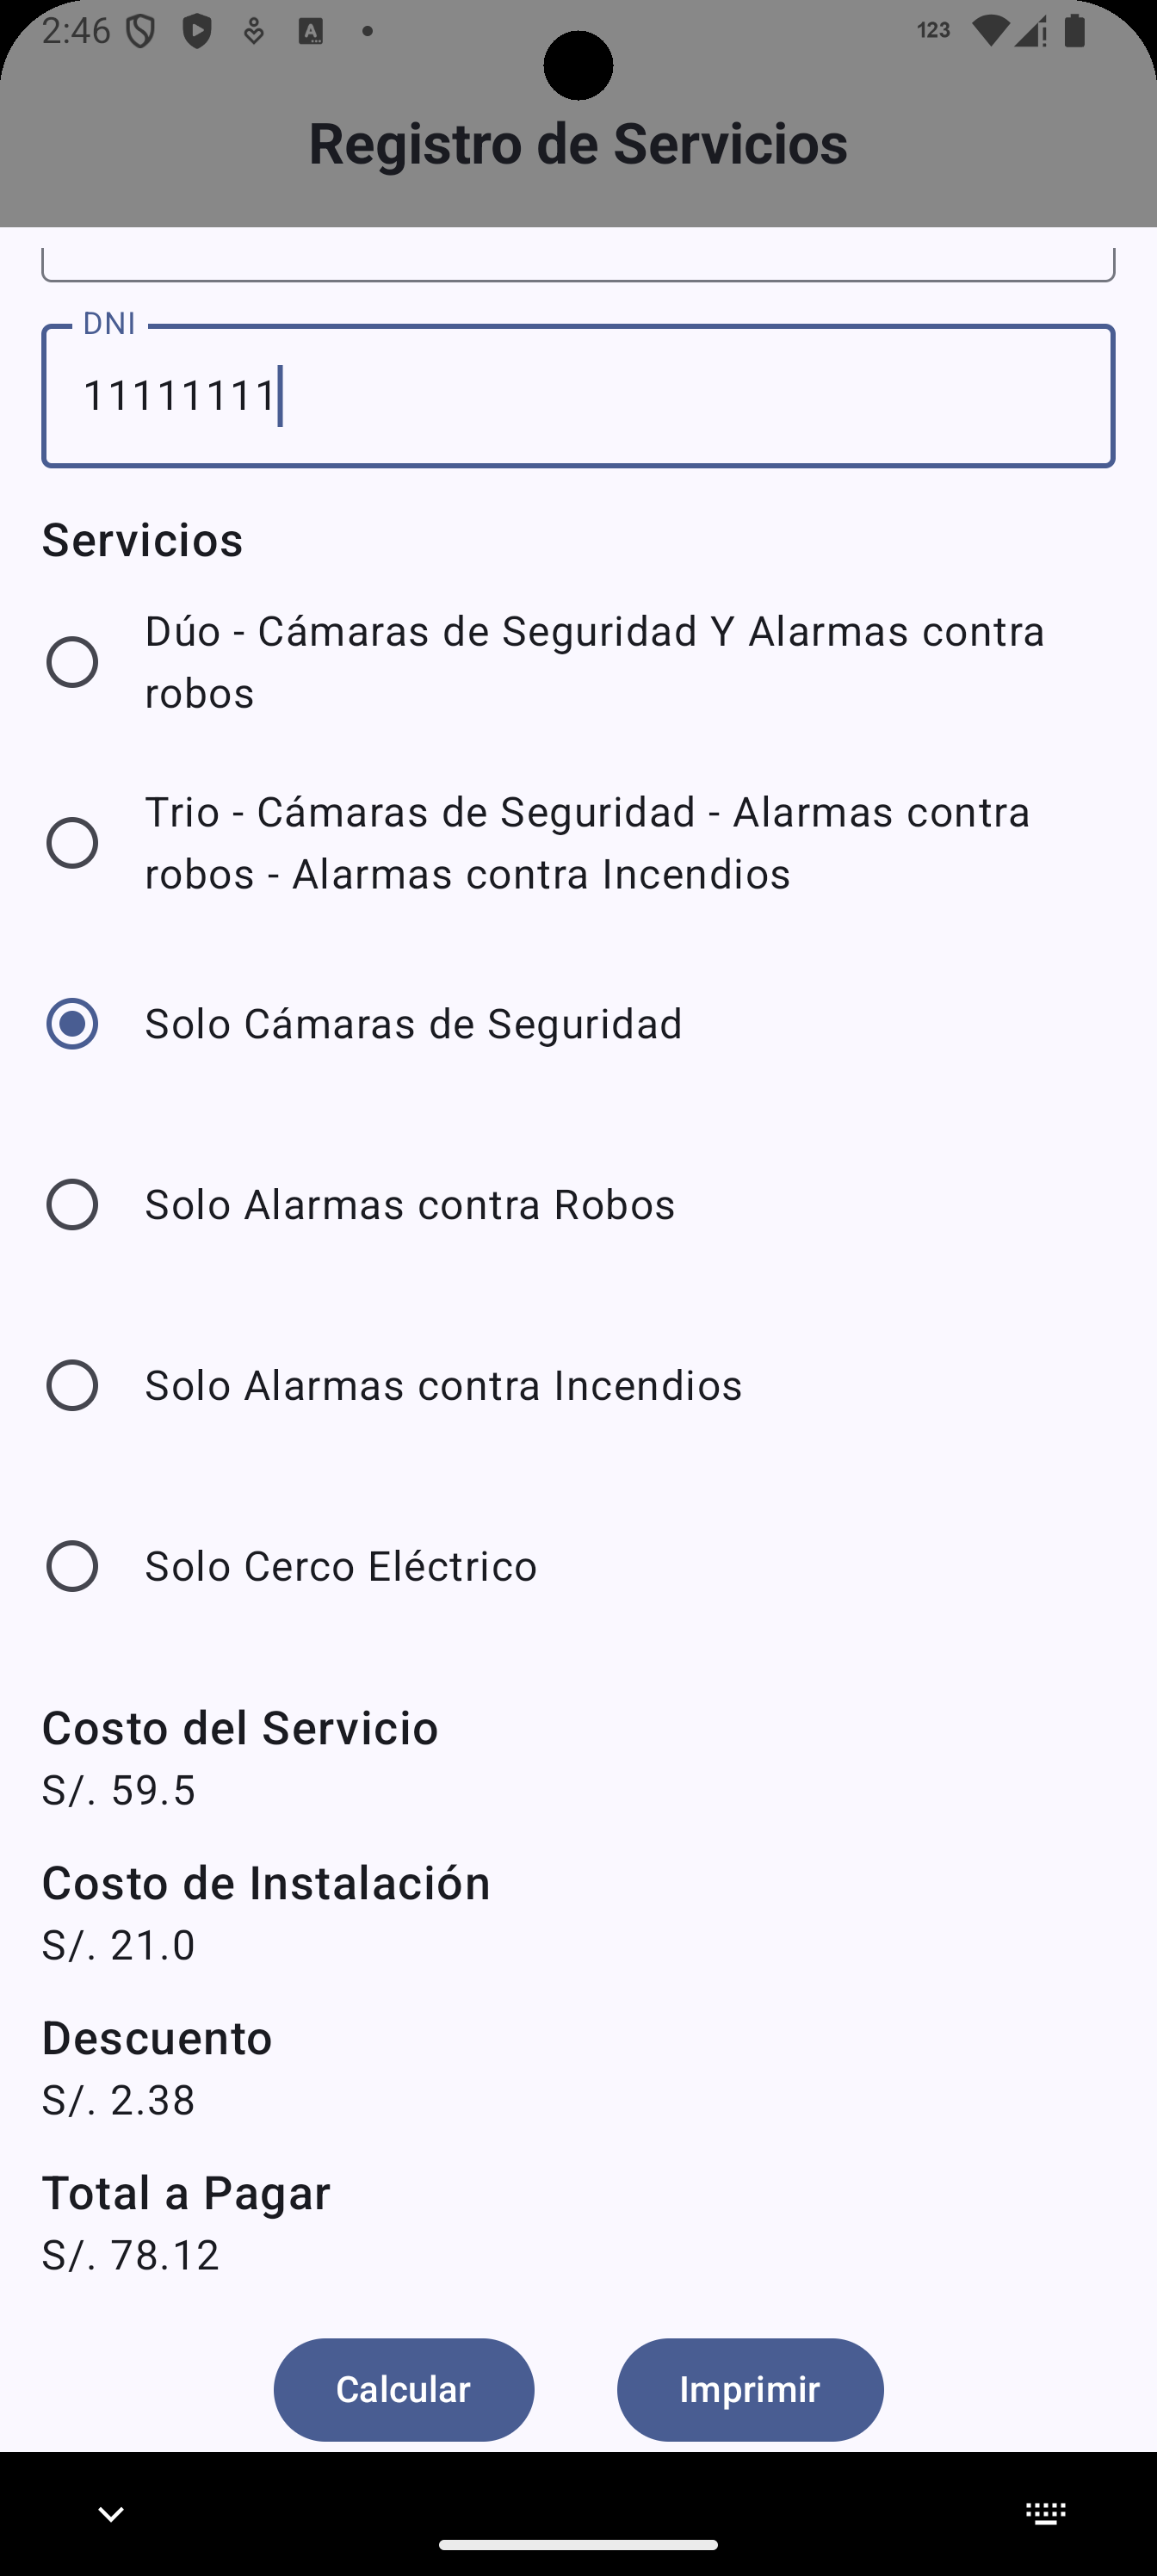 2:46
123
Registro de Servicios
DNI
11111111
Servicios
Dúo - Cámaras de Seguridad Y Alarmas contra
robos
Trio - Cámaras de Seguridad - Alarmas contra
robos - Alarmas contra Incendios
Solo Cámaras de Seguridad
Solo Alarmas contra Robos
Solo Alarmas contra Incendios
Solo Cerco Eléctrico
Costo del Servicio
S/. 59.5
Costo de Instalación
S/. 21.0
Descuento
S/. 2.38
Total a Pagar
S/. 78.12
Calcular
Imprimir